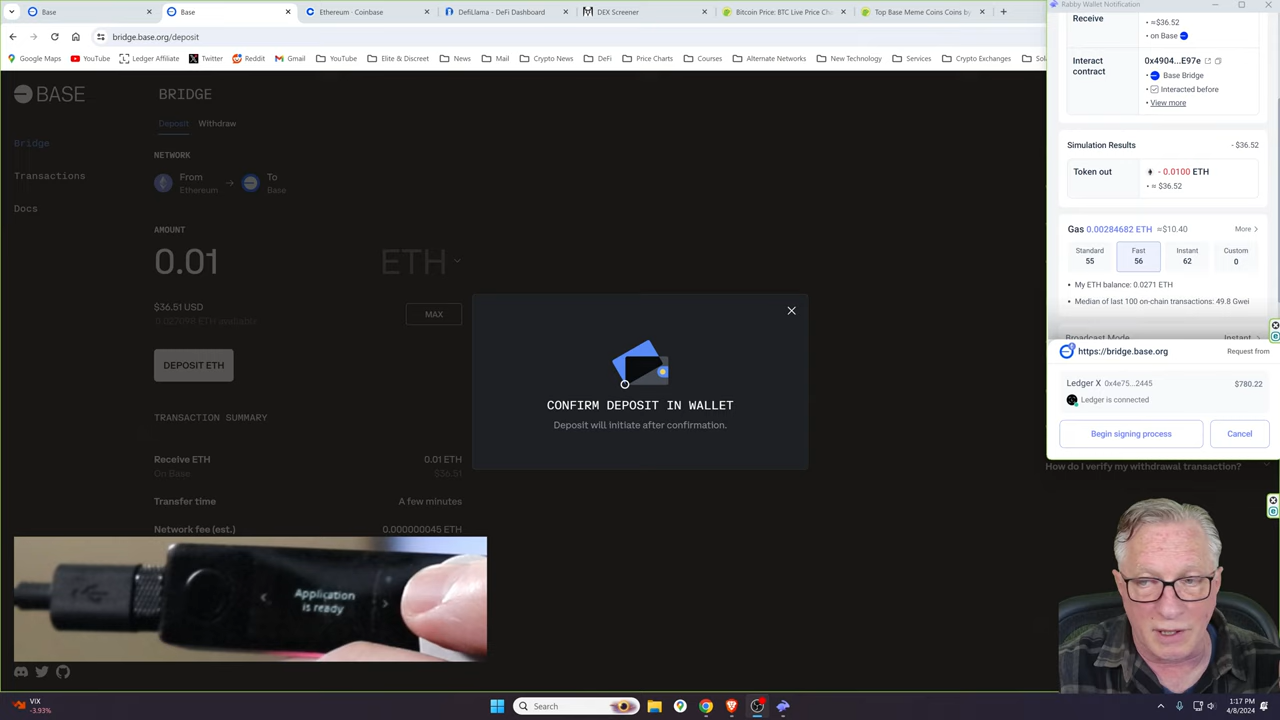 Base
Base
Ethereum · Coinbase
DefiLlama - DeFi Dashboard
DEX Screener
Bitcoin Price: BTC Live Price Cha
Top Base Meme Coins Coins by
bridge.base.org/deposit
Google Maps
YouTube
Ledger Affiliate
Twitter
Reddit
Gmail
YouTube
Elite & Discreet
News
Mail
Crypto News
DeFi
Price Charts
Courses
Alternate Networks
New Technology
Services
Crypto Exchanges
BASE
Bridge
Transactions
Docs
BRIDGE
Deposit
Withdraw
NETWORK
From
Ethereum
To
Base
AMOUNT
0.01
ETH
$36.51 USD
MAX
DEPOSIT ETH
TRANSACTION SUMMARY
Receive ETH
0.01 ETH
On Base
$36.51
Transfer time
A few minutes
Network fee (est.)
0.000000045 ETH
CONFIRM DEPOSIT IN WALLET
Deposit will initiate after confirmation.
Application
is ready
Rabby Wallet Notification
Receive
≈$36.52
on Base
Interact
contract
0x4904...E97e
Base Bridge
Interacted before
View more
Simulation Results
- $36.52
Token out
- 0.0100 ETH
≈ $36.52
Gas 0.00284682 ETH ≈$10.40
More
Standard
55
Fast
56
Instant
62
Custom
0
My ETH balance: 0.0271 ETH
Median of last 100 on-chain transactions: 49.8 Gwei
Broadcast Mode
Instant
https://bridge.base.org
Request from
Ledger X 0x4e75...2445
$780.22
Ledger is connected
Begin signing process
Cancel
How do I verify my withdrawal transaction?
VIX
-3.93%
Search
1:17 PM
4/8/2024